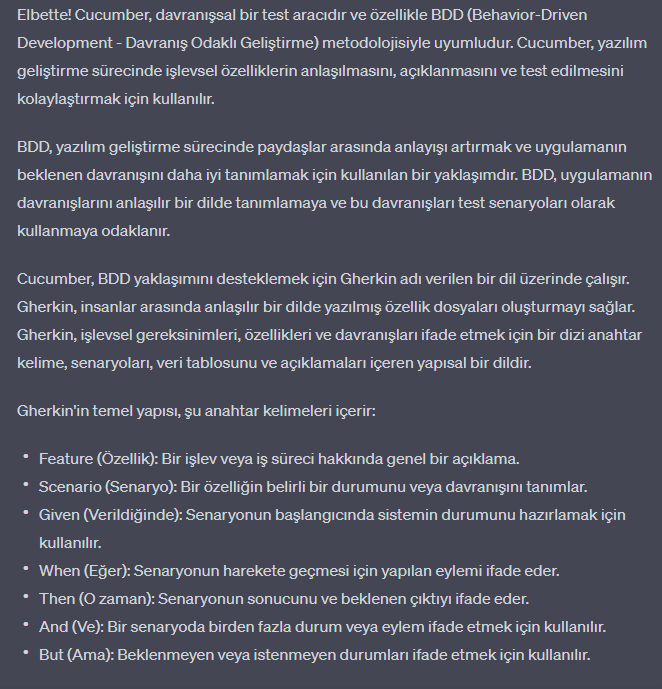 Elbette! Cucumber, davranışsal bir test aracıdır ve özellikle BDD (Behavior-Driven
Development - Davranış Odaklı Geliştirme) metodolojisiyle uyumludur. Cucumber, yazılım
geliştirme sürecinde işlevsel özelliklerin anlaşılmasını, açıklanmasını ve test edilmesini
kolaylaştırmak için kullanılır.
BDD, yazılım geliştirme sürecinde paydaşlar arasında anlayışı artırmak ve uygulamanın
beklenen davranışını daha iyi tanımlamak için kullanılan bir yaklaşımdır. BDD, uygulamanın
davranışlarını anlaşılır bir dilde tanımlamaya ve bu davranışları test senaryoları olarak
kullanmaya odaklanır.
Cucumber, BDD yaklaşımını desteklemek için Gherkin adı verilen bir dil üzerinde çalışır.
Gherkin, insanlar arasında anlaşılır bir dilde yazılmış özellik dosyaları oluşturmayı sağlar.
Gherkin, işlevsel gereksinimleri, özellikleri ve davranışları ifade etmek için bir dizi anahtar
kelime, senaryoları, veri tablosunu ve açıklamaları içeren yapısal bir dildir.
Gherkin'in temel yapısı, şu anahtar kelimeleri içerir:
• Feature (Özellik): Bir işlev veya iş süreci hakkında genel bir açıklama.
• Scenario (Senaryo): Bir özelliğin belirli bir durumunu veya davranışını tanımlar.
• Given (Verildiğinde): Senaryonun başlangıcında sistemin durumunu hazırlamak için
kullanılır.
• When (Eğer): Senaryonun harekete geçmesi için yapılan eylemi ifade eder.
• Then (O zaman): Senaryonun sonucunu ve beklenen çıktıyı ifade eder.
• And (Ve): Bir senaryoda birden fazla durum veya eylem ifade etmek için kullanılır.
• But (Ama): Beklenmeyen veya istenmeyen durumları ifade etmek için kullanılır.